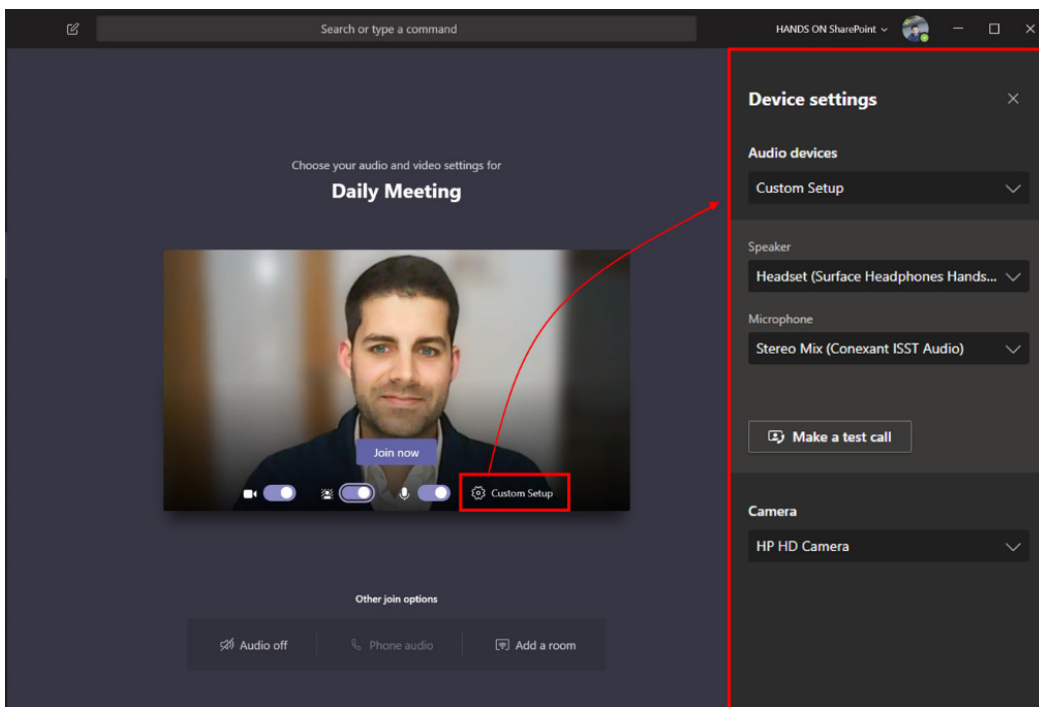 Search or type a command
HANDS ON SharePoint
Choose your audio and video settings for
Daily Meeting
Join now
Custom Setup
Other join options
Audio off
Phone audio
Add a room
Device settings
Audio devices
Custom Setup
Speaker
Headset (Surface Headphones Hands...
Microphone
Stereo Mix (Conexant ISST Audio)
Make a test call
Camera
HP HD Camera